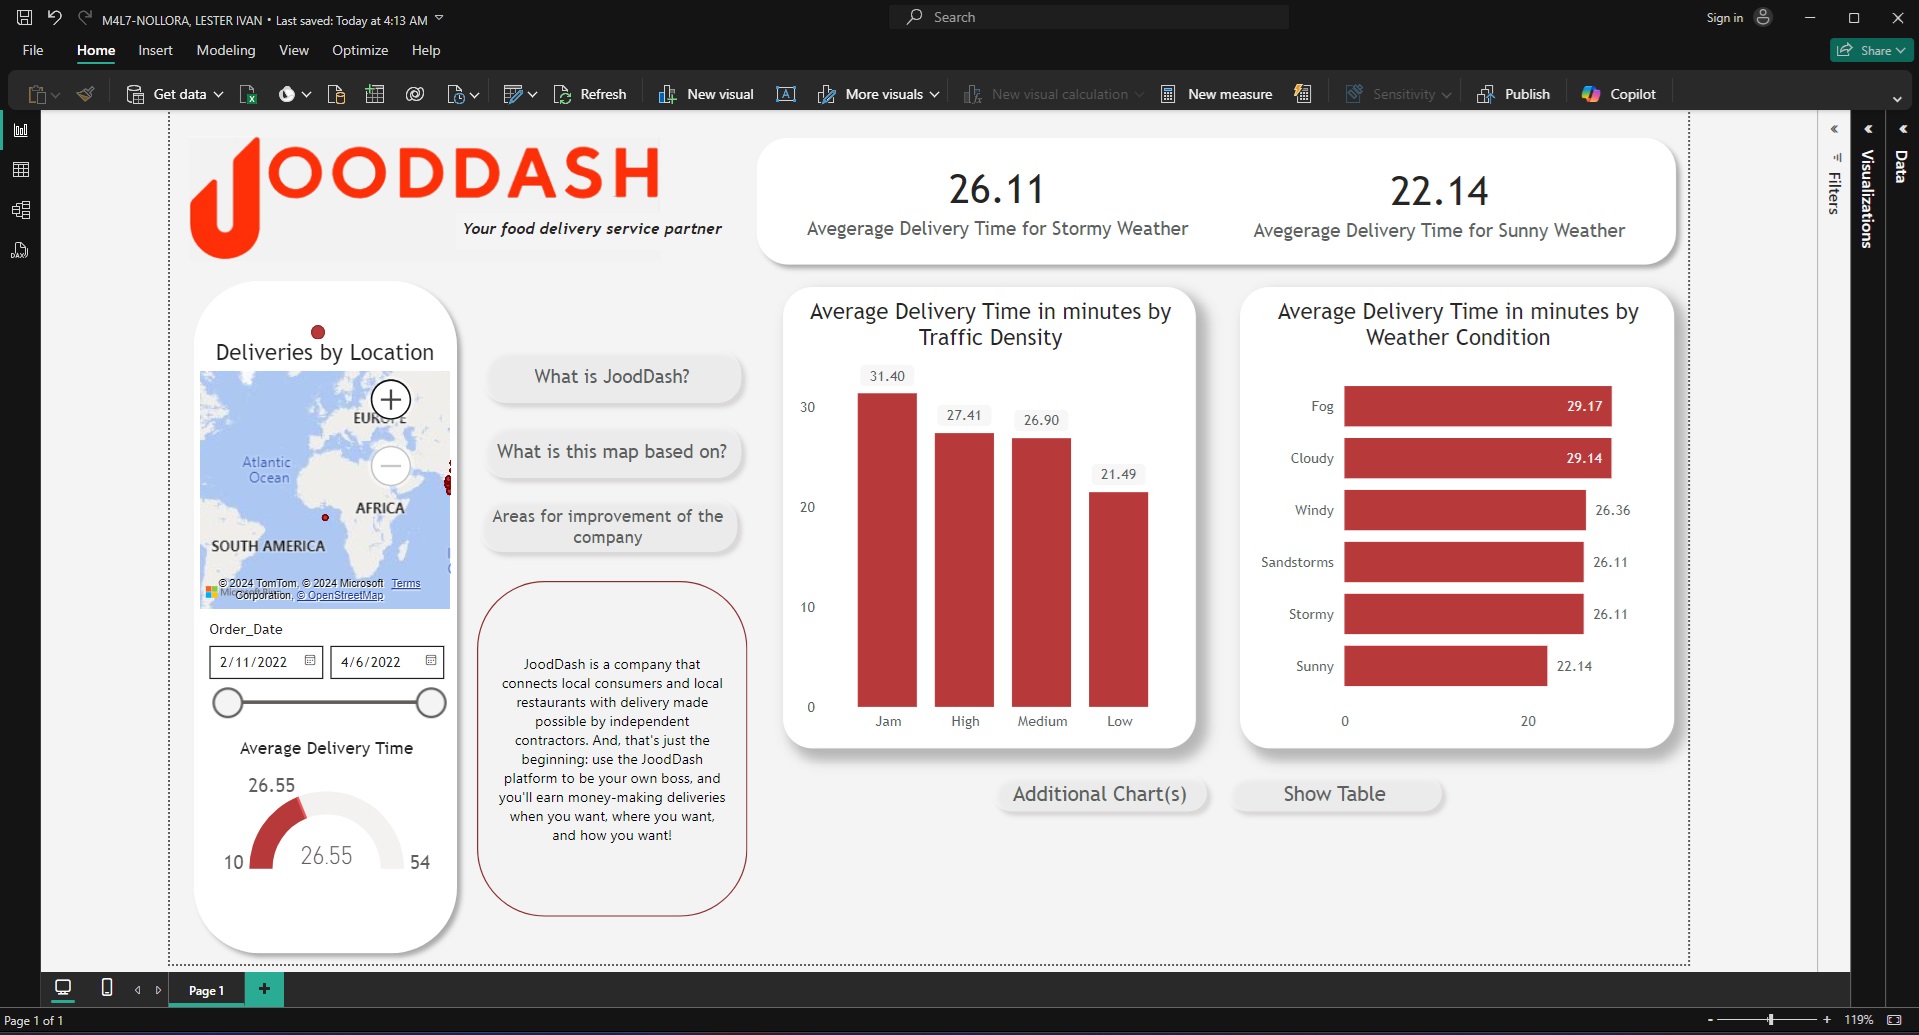 M4L7-NOLLORA, LESTER IVAN • Last saved: Today at 4:13 AM
Search
Sign in
File
Home
Insert
Modeling
View
Optimize
Help
Share
Get data
Refresh
New visual
More visuals
New visual calculation
New measure
Sensitivity
Publish
Copilot
JOODDASH
Your food delivery service partner
26.11
Avegerage Delivery Time for Stormy Weather
22.14
Avegerage Delivery Time for Sunny Weather
Deliveries by Location
EUROPE
Atlantic
Ocean
AFRICA
SOUTH AMERICA
© 2024 TomTom, © 2024 Microsoft Terms
Corporation, © OpenStreetMap
Order_Date
2/11/2022
4/6/2022
Average Delivery Time
26.55
10
26.55
54
What is JoodDash?
What is this map based on?
Areas for improvement of the
company
JoodDash is a company that
connects local consumers and local
restaurants with delivery made
possible by independent
contractors. And, that's just the
beginning: use the JoodDash
platform to be your own boss, and
you'll earn money-making deliveries
when you want, where you want,
and how you want!
Average Delivery Time in minutes by
Traffic Density
31.40
27.41
26.90
21.49
30
20
10
0
Jam
High
Medium
Low
Average Delivery Time in minutes by
Weather Condition
Fog
29.17
Cloudy
29.14
Windy
26.36
Sandstorms
26.11
Stormy
26.11
Sunny
22.14
0
20
Additional Chart(s)
Show Table
Filters
Visualizations
Data
DAX
Page 1
Page 1 of 1
- +
119%